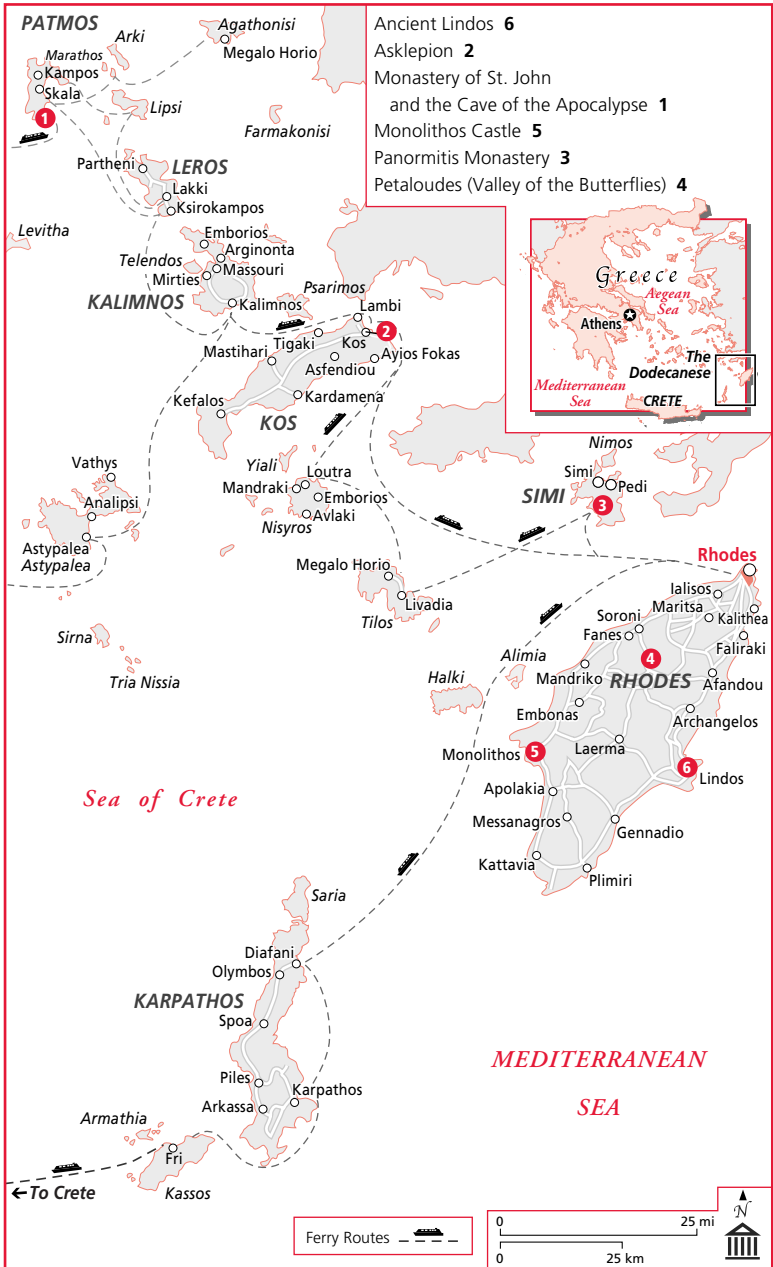 PATMOS
Arki
Agathonisi
Marathos
Megalo Horio
Kampos
Skala
Lipsi
1
Farmakonisi
Partheni
LEROS
Lakki
Ksirokampos
Levitha
Emborios
Arginonta
Telendos
Massouri
Mirties
Psarimos
KALIMNOS
Kalimnos
Lambi
Tigaki
Kos
2
Mastihari
Asfendiou
Ayios Fokas
Kardamena
Kefalos
KOS
Ancient Lindos 6
Asklepion 2
Monastery of St. John
and the Cave of the Apocalypse 1
Monolithos Castle 5
Panormitis Monastery 3
Petaloudes (Valley of the Butterflies) 4
Greece
Aegean
Sea
Athens
The
Dodecanese
Mediterranean
Sea
CRETE
Nimos
Yiali
Loutra
Simi
Pedi
Vathys
Mandraki
Emborios
SIMI
3
Analipsi
Avlaki
Nisyros
Astypalea
Astypalea
Megalo Horio
Rhodes
Livadia
Ialisos
Tilos
Maritsa
Kalithea
Soroni
Fanes
Faliraki
Sirna
4
Alimia
Tria Nissia
Mandriko
RHODES
Afandou
Halki
Embonas
Archangelos
Monolithos
5
Laerma
6
Lindos
Sea of Crete
Apolakia
Messanagros
Gennadio
Kattavia
Plimiri
Saria
Diafani
Olymbos
KARPATHOS
Spoa
MEDITERRANEAN
SEA
Piles
Karpathos
Arkassa
Armathia
Fri
←To Crete
Kassos
Ferry Routes
0 25 mi
0 25 km
N